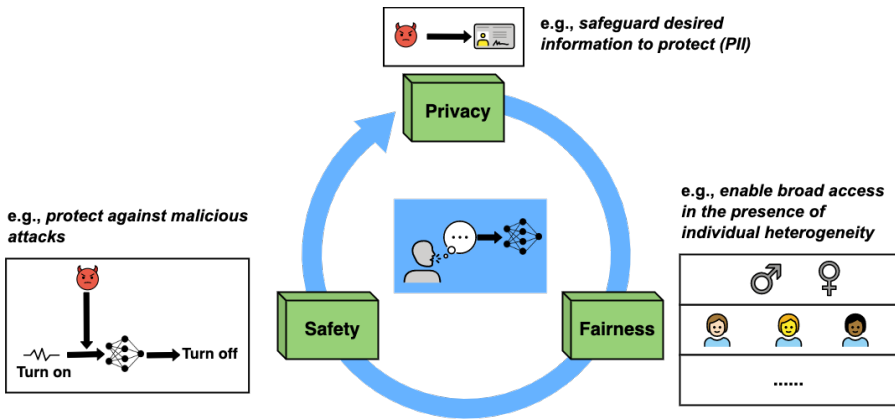 e.g., safeguard desired
information to protect (PII)
Privacy
e.g., protect against malicious
attacks
e.g., enable broad access
in the presence of
individual heterogeneity
...
Safety
Fairness
Turn on
Turn off
......